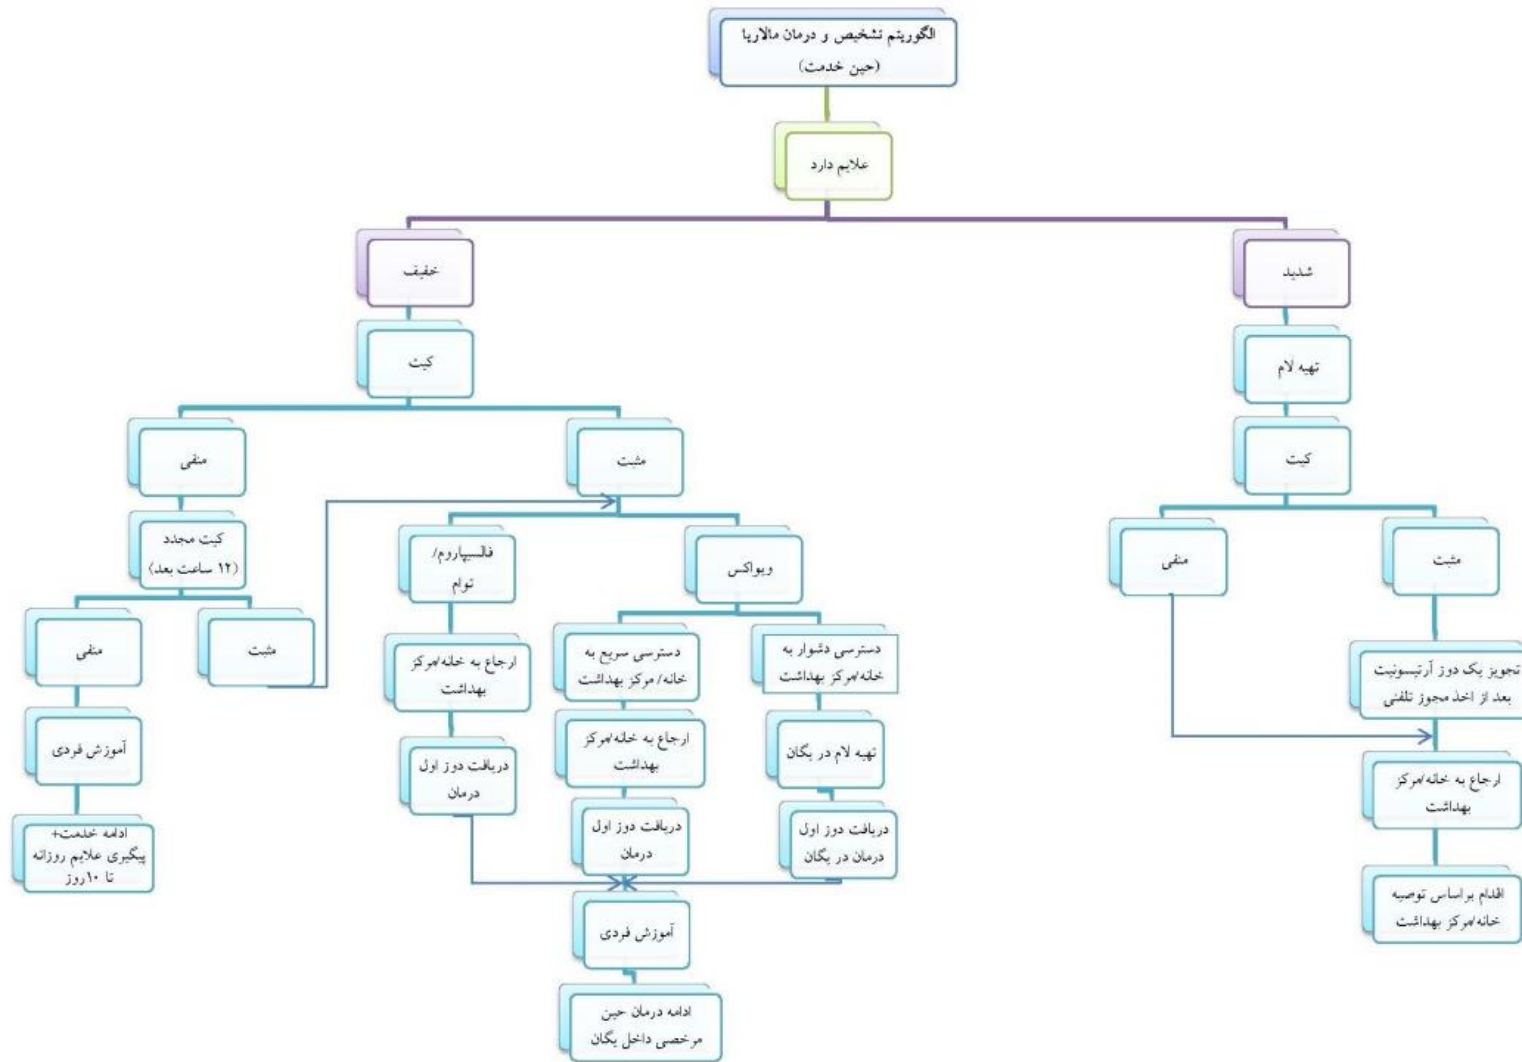 الگوریتم تشخیص و درمان مالاریا
(حین خدمت)
علایم دارد
شدید
خفیف
تهیه لام
کیت
کیت
مثبت
منفی
مثبت
منفی
تجویز یک دوز آرتیسونیت
بعد از اخذ مجوز تلفنی
ارجاع به خانه/مرکز
بهداشت
اقدام براساس توصیه
خانه/مرکز بهداشت
ویواکس
فالسیپاروم/
توام
کیت مجدد
(۱۲ ساعت بعد)
دسترسی دشوار به
خانه/مرکز بهداشت
دسترسی سریع به
خانه/مرکز بهداشت
ارجاع به خانه/مرکز
بهداشت
مثبت
منفی
تهیه لام در یگان
ارجاع به خانه/مرکز
بهداشت
دریافت دوز اول
درمان
آموزش فردی
دریافت دوز اول
درمان در یگان
دریافت دوز اول
درمان
ادامه خدمت+
پیگیری علایم روزانه
تا ۱۰روز
آموزش فردی
ادامه درمان حین
مرخصی داخل یگان